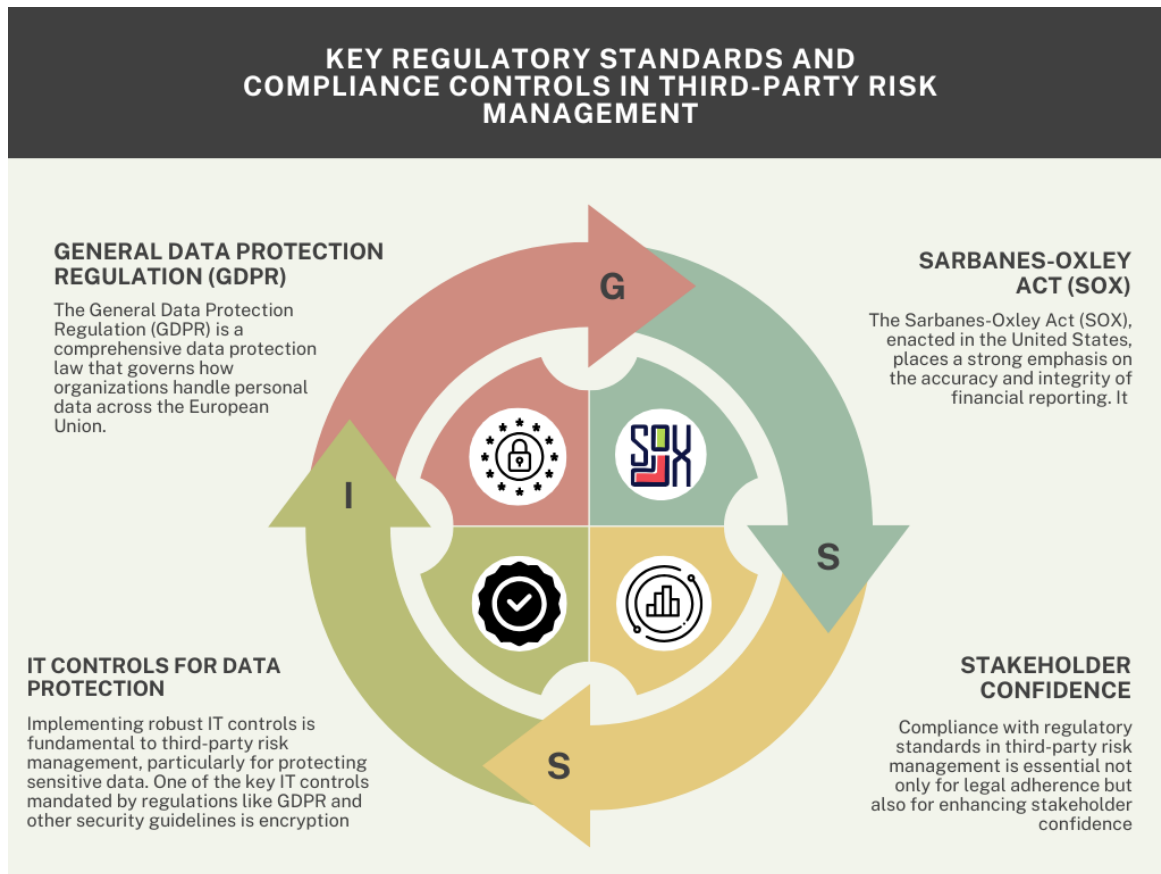 KEY REGULATORY STANDARDS AND
COMPLIANCE CONTROLS IN THIRD-PARTY RISK
MANAGEMENT
GENERAL DATA PROTECTION
REGULATION (GDPR)
The General Data Protection
Regulation (GDPR) is a
comprehensive data protection
law that governs how
organizations handle personal
data across the European
Union.
G
SARBANES-OXLEY
ACT (SOX)
The Sarbanes-Oxley Act (SOX),
enacted in the United States,
places a strong emphasis on
the accuracy and integrity of
financial reporting. It
SOX
I
S
IT CONTROLS FOR DATA
PROTECTION
Implementing robust IT controls is
fundamental to third-party risk
management, particularly for protecting
sensitive data. One of the key IT controls
mandated by regulations like GDPR and
other security guidelines is encryption
S
STAKEHOLDER
CONFIDENCE
Compliance with regulatory
standards in third-party risk
management is essential not
only for legal adherence but
also for enhancing stakeholder
confidence